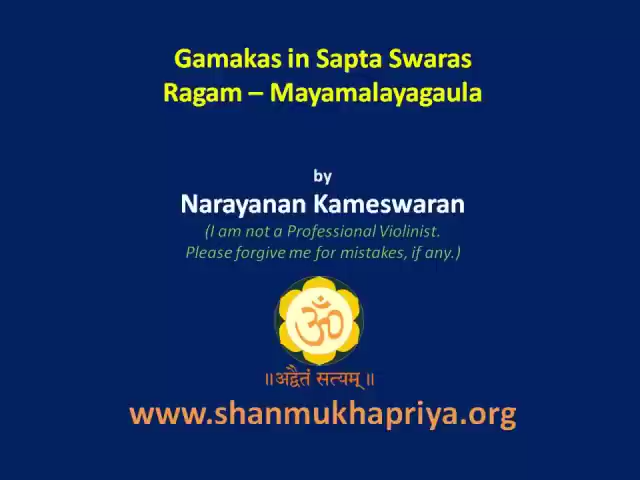 Gamakas in Sapta Swaras
Ragam – Mayamalayagaula
by
Narayanan Kameswaran
(I am not a Professional Violinist.
Please forgive me for mistakes, if any.)
ॐ
॥अद्वैतं सत्यम्॥
www.shanmukhapriya.org